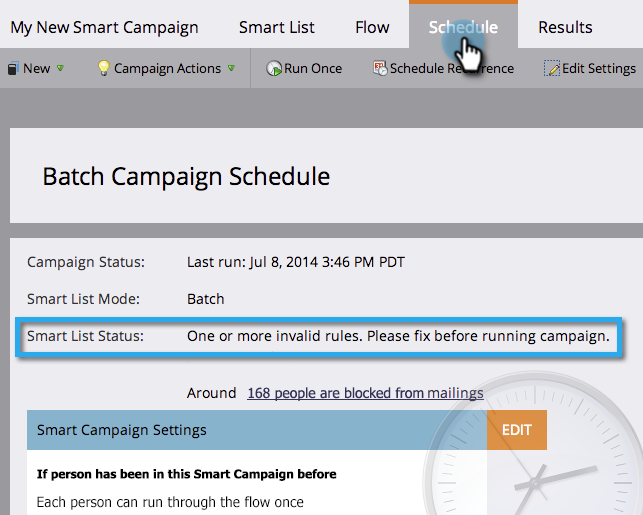 My New Smart Campaign Smart List Flow Schedule Results
New Campaign Actions Run Once Schedule Recurrence Edit Settings
Batch Campaign Schedule
Campaign Status: Last run: Jul 8, 2014 3:46 PM PDT
Smart List Mode: Batch
Smart List Status: One or more invalid rules. Please fix before running campaign.
Around 168 people are blocked from mailings
Smart Campaign Settings EDIT
If person has been in this Smart Campaign before
Each person can run through the flow once